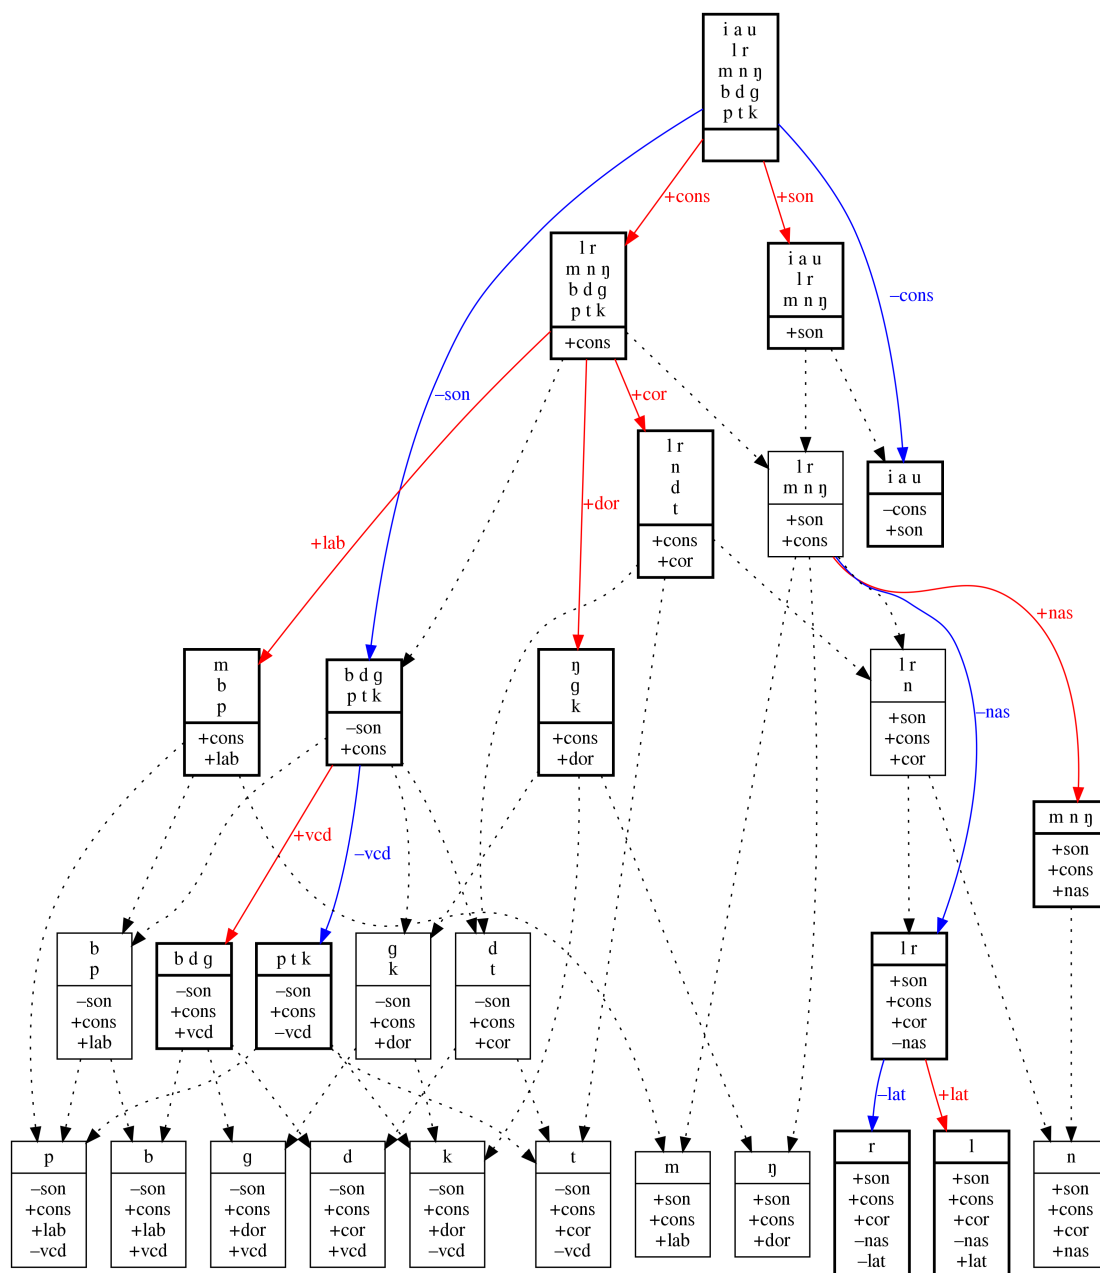 i a u
l r
m n ŋ
b d ɡ
p t k
+cons
+son
l r
m n ŋ
b d ɡ
p t k
+cons
i a u
l r
m n ŋ
+son
–cons
–son
+cor
l r
n
d
t
+cons
+cor
l r
m n ŋ
+son
+cons
i a u
–cons
+son
+dor
+lab
+nas
m
b
p
+cons
+lab
b d ɡ
p t k
–son
+cons
ŋ
ɡ
k
+cons
+dor
l r
n
+son
+cons
+cor
–nas
m n ŋ
+son
+cons
+nas
+vcd
–vcd
b
p
–son
+cons
+lab
b d ɡ
–son
+cons
+vcd
p t k
–son
+cons
–vcd
ɡ
k
–son
+cons
+dor
d
t
–son
+cons
+cor
l r
+son
+cons
+cor
–nas
–lat
+lat
p
–son
+cons
+lab
–vcd
b
–son
+cons
+lab
+vcd
ɡ
–son
+cons
+dor
+vcd
d
–son
+cons
+cor
+vcd
k
–son
+cons
+dor
–vcd
t
–son
+cons
+cor
–vcd
m
+son
+cons
+lab
ŋ
+son
+cons
+dor
r
+son
+cons
+cor
–nas
–lat
l
+son
+cons
+cor
–nas
+lat
n
+son
+cons
+cor
+nas